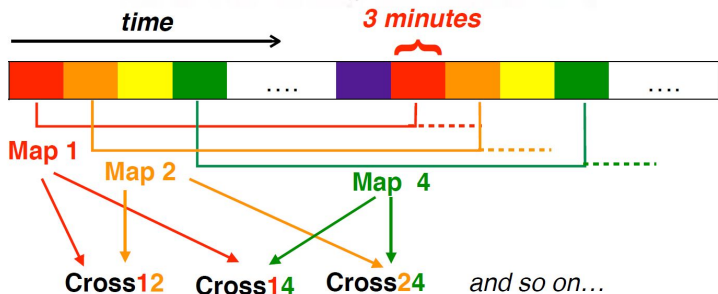 time
3 minutes
....
....
Map 1
Map 2
Map 4
Cross12
Cross14
Cross24
and so on...